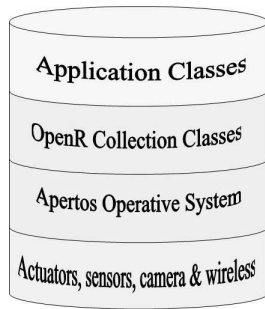 Application Classes
OpenR Collection Classes
Apertos Operative System
Actuators, sensors, camera & wireless